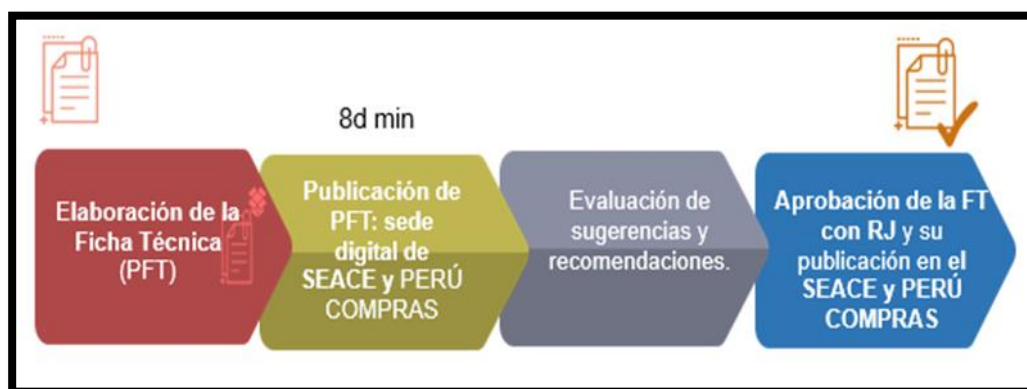 8d min
Elaboración de la
Ficha Técnica
(PFT)
Publicación de
PFT: sede
digital de
SEACE y PERÚ
COMPRAS
Evaluación de
sugerencias y
recomendaciones.
Aprobación de la FT
con RJ y su
publicación en el
SEACE y PERÚ
COMPRAS